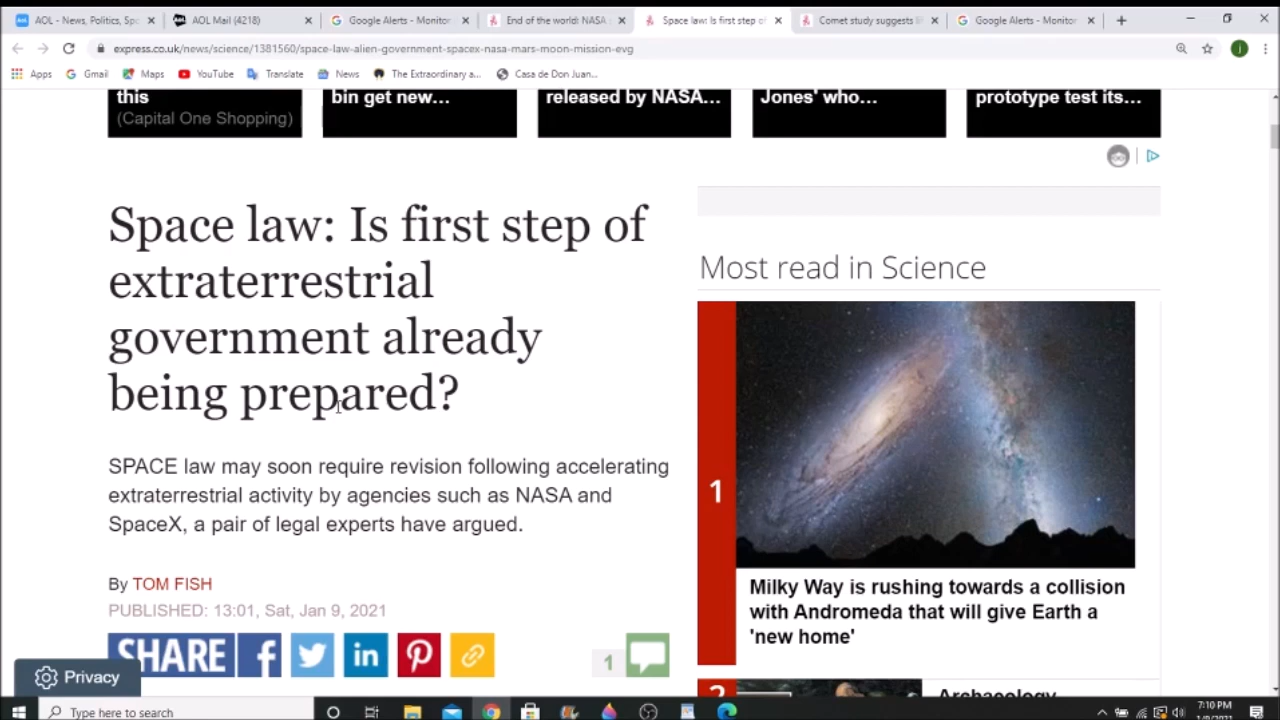 AOL - News, Politics, Sp
AOL Mail (4218)
Google Alerts - Monitor
End of the world: NASA
Space law: Is first step of
Comet study suggests li
Google Alerts - Monitor
express.co.uk/news/science/1381560/space-law-alien-government-spacex-nasa-mars-moon-mission-evg
j
Apps
Gmail
Maps
YouTube
Translate
News
The Extraordinary a...
Casa de Don Juan...
this
(Capital One Shopping)
bin get new...
released by NASA...
Jones' who...
prototype test its...
Space law: Is first step of
extraterrestrial
government already
being prepared?
SPACE law may soon require revision following accelerating
extraterrestrial activity by agencies such as NASA and
SpaceX, a pair of legal experts have argued.
By TOM FISH
PUBLISHED: 13:01, Sat, Jan 9, 2021
SHARE
1
Privacy
Most read in Science
1
Milky Way is rushing towards a collision
with Andromeda that will give Earth a
'new home'
2
Archaeology
Type here to search
7:10 PM
1/9/2021